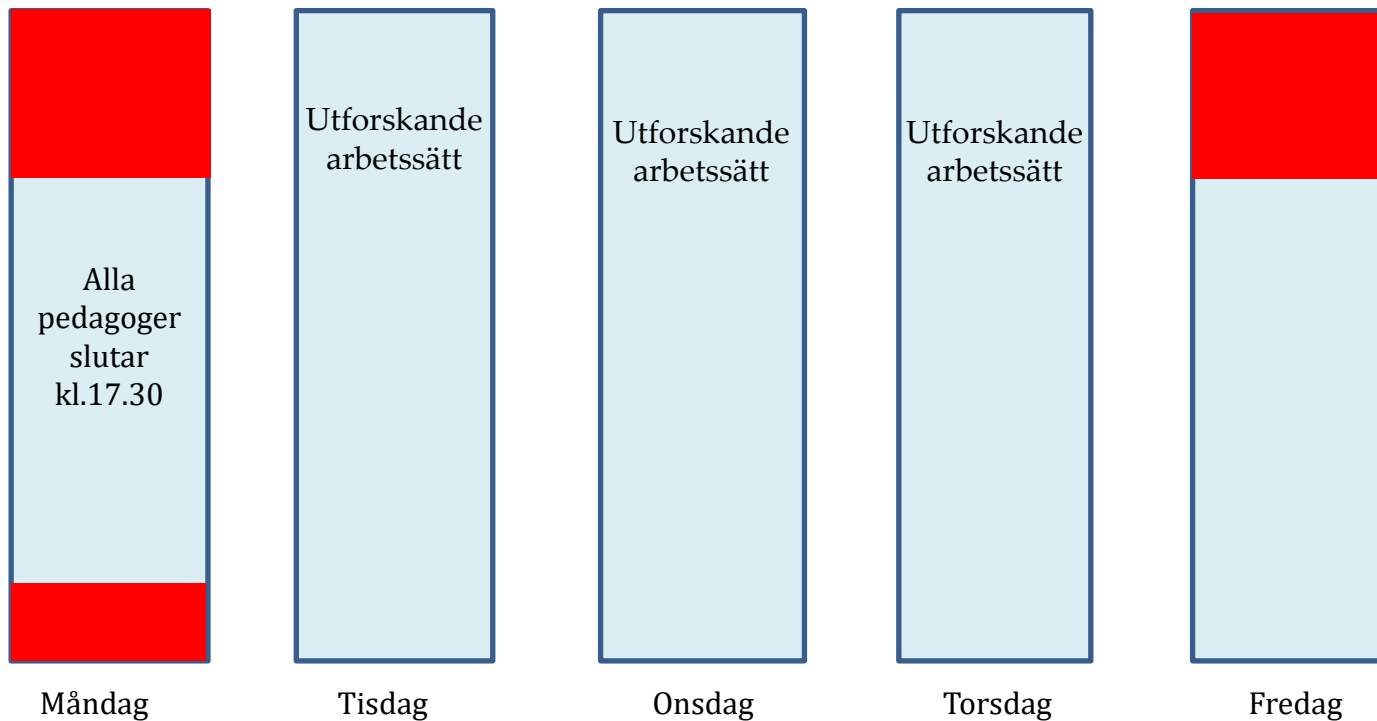 Alla
pedagoger
slutar
kl.17.30
Utforskande
arbetssätt
Utforskande
arbetssätt
Utforskande
arbetssätt
Måndag
Tisdag
Onsdag
Torsdag
Fredag